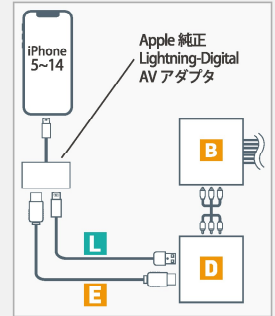 iPhone
5~14
Apple 純正
Lightning-Digital
AV アダプタ
B
L
D
E